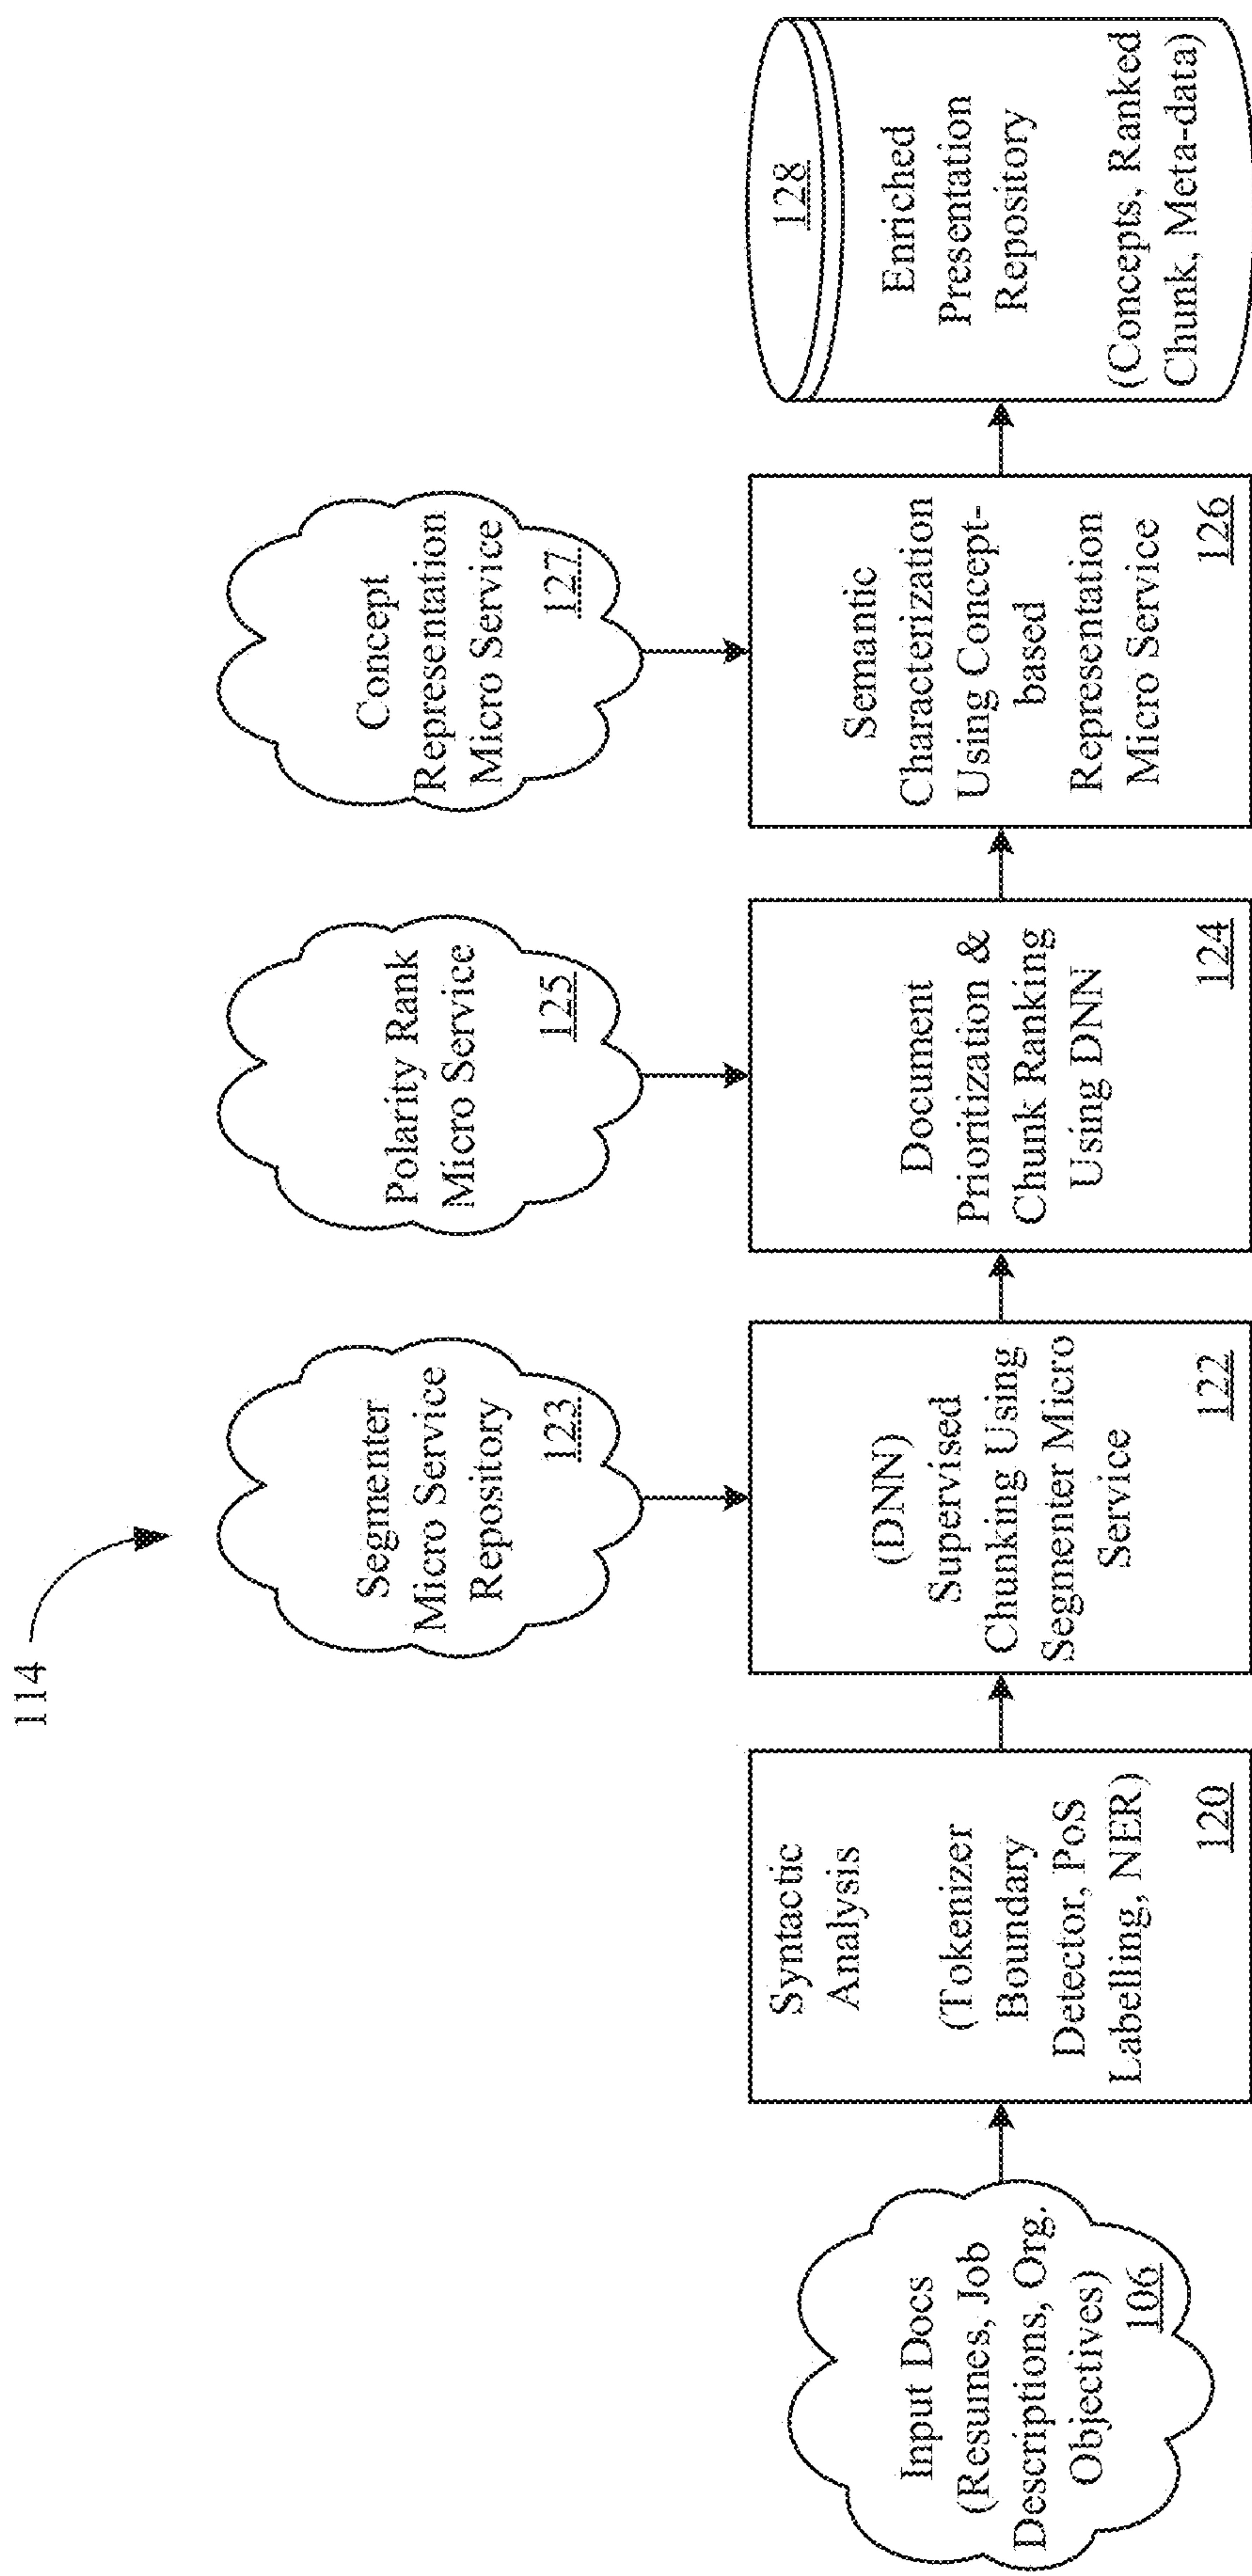 114
Segmenter
Micro Service
Repository
123
Polarity Rank
Micro Service
125
Concept
Representation
Micro Service
127
Input Docs
(Resumes, Job
Descriptions, Org.
Objectives)
106
Syntactic
Analysis
(Tokenizer
Boundary
Detector, PoS
Labelling, NER)
120
(DNN)
Supervised
Chunking Using
Segmenter Micro
Service
122
Document
Prioritization &
Chunk Ranking
Using DNN
124
Semantic
Characterization
Using Concept-
based
Representation
Micro Service
126
128
Enriched
Presentation
Repository
(Concepts, Ranked
Chunk, Meta-data)